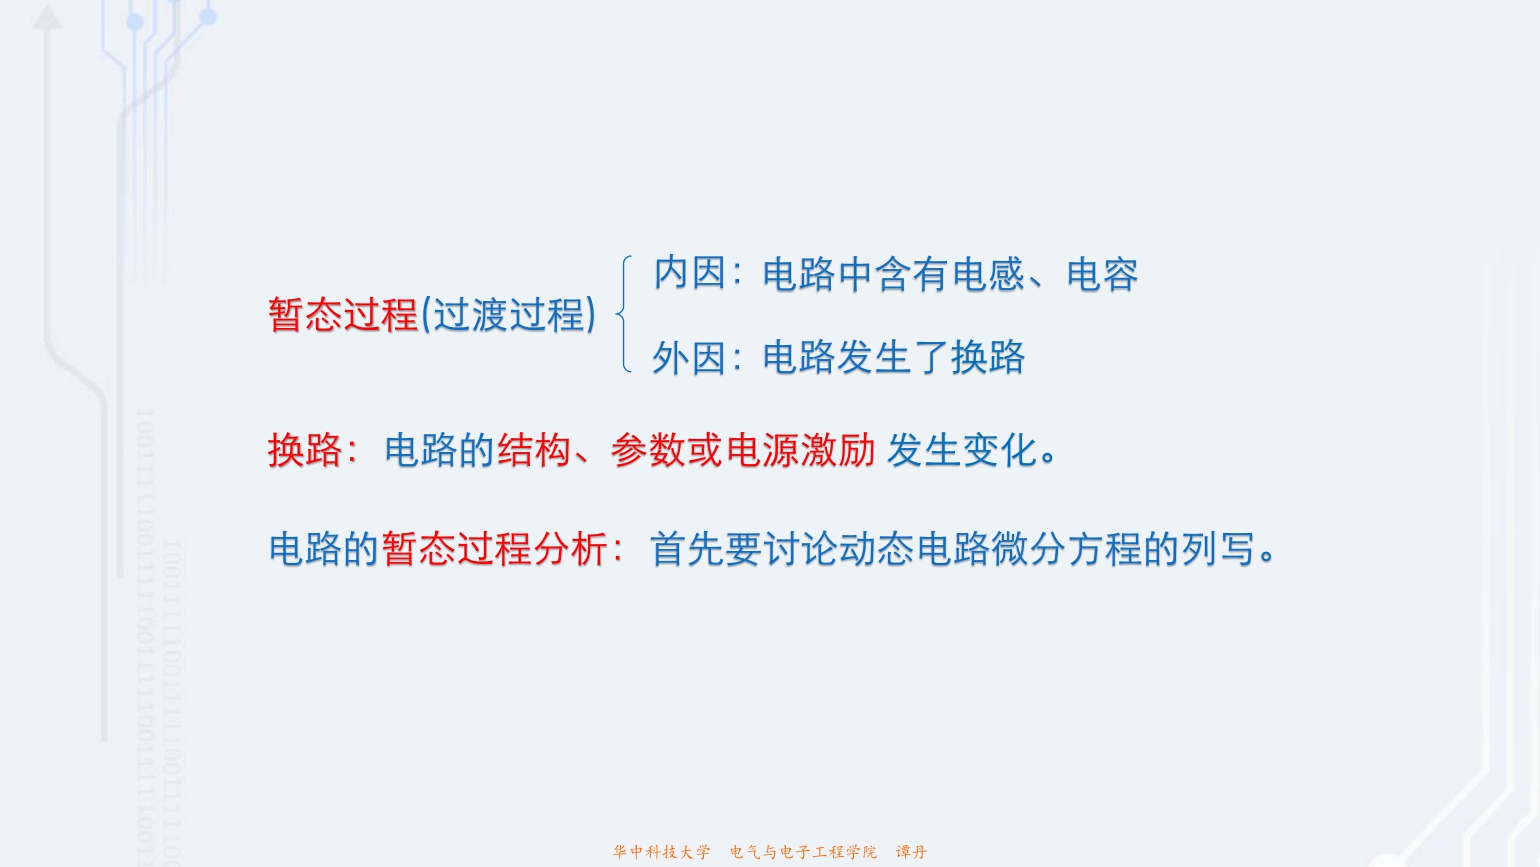 内因：电路中含有电感、电容
暂态过程(过渡过程)
外因：电路发生了换路
换路：电路的结构、参数或电源激励 发生变化。
电路的暂态过程分析：首先要讨论动态电路微分方程的列写。
华中科技大学 电气与电子工程学院 谭丹